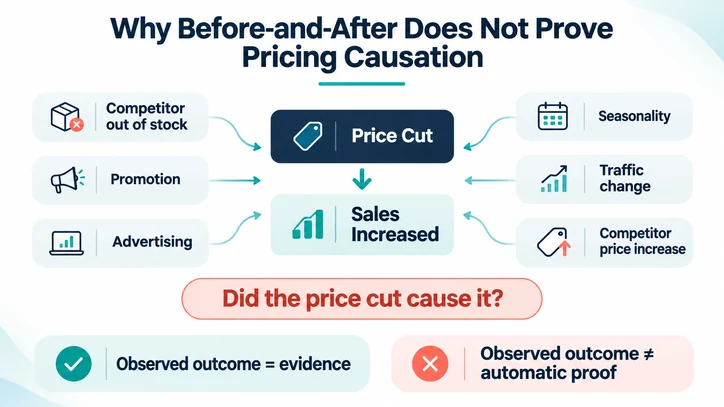 Why Before-and-After Does Not Prove
Pricing Causation
Competitor
out of stock
Promotion
Advertising
Price Cut
Sales
Increased
Seasonality
Traffic
change
Competitor
price increase
Did the price cut cause it?
Observed outcome = evidence
Observed outcome ≠
automatic proof